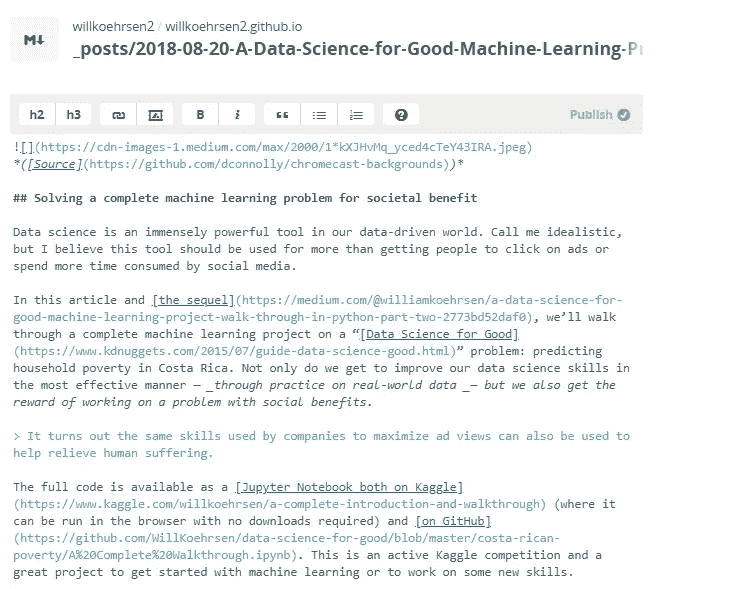 M↓
willkoehrsen2 / willkoehrsen2.github.io
_posts/2018-08-20-A-Data-Science-for-Good-Machine-Learning-P
h2 h3 B i “ ?
Publish
![](https://cdn-images-1.medium.com/max/2000/1*kXJHvMq_yced4cTeY43IRA.jpeg)
*([Source](https://github.com/dconnolly/chromecast-backgrounds))*
## Solving a complete machine learning problem for societal benefit
Data science is an immensely powerful tool in our data-driven world. Call me idealistic,
but I believe this tool should be used for more than getting people to click on ads or
spend more time consumed by social media.
In this article and [the sequel](https://medium.com/@williamkoehrsen/a-data-science-for-
good-machine-learning-project-walk-through-in-python-part-two-2773bd52daf0), we’ll walk
through a complete machine learning project on a “[Data Science for Good]
(https://www.kdnuggets.com/2015/07/guide-data-science-good.html)” problem: predicting
household poverty in Costa Rica. Not only do we get to improve our data science skills in
the most effective manner — _through practice on real-world data _— but we also get the
reward of working on a problem with social benefits.
> It turns out the same skills used by companies to maximize ad views can also be used to
help relieve human suffering.
The full code is available as a [Jupyter Notebook both on Kaggle]
(https://www.kaggle.com/willkoehrsen/a-complete-introduction-and-walkthrough) (where it
can be run in the browser with no downloads required) and [on GitHub]
(https://github.com/WillKoehrsen/data-science-for-good/blob/master/costa-rican-
poverty/A%20Complete%20Walkthrough.ipynb). This is an active Kaggle competition and a
great project to get started with machine learning or to work on some new skills.